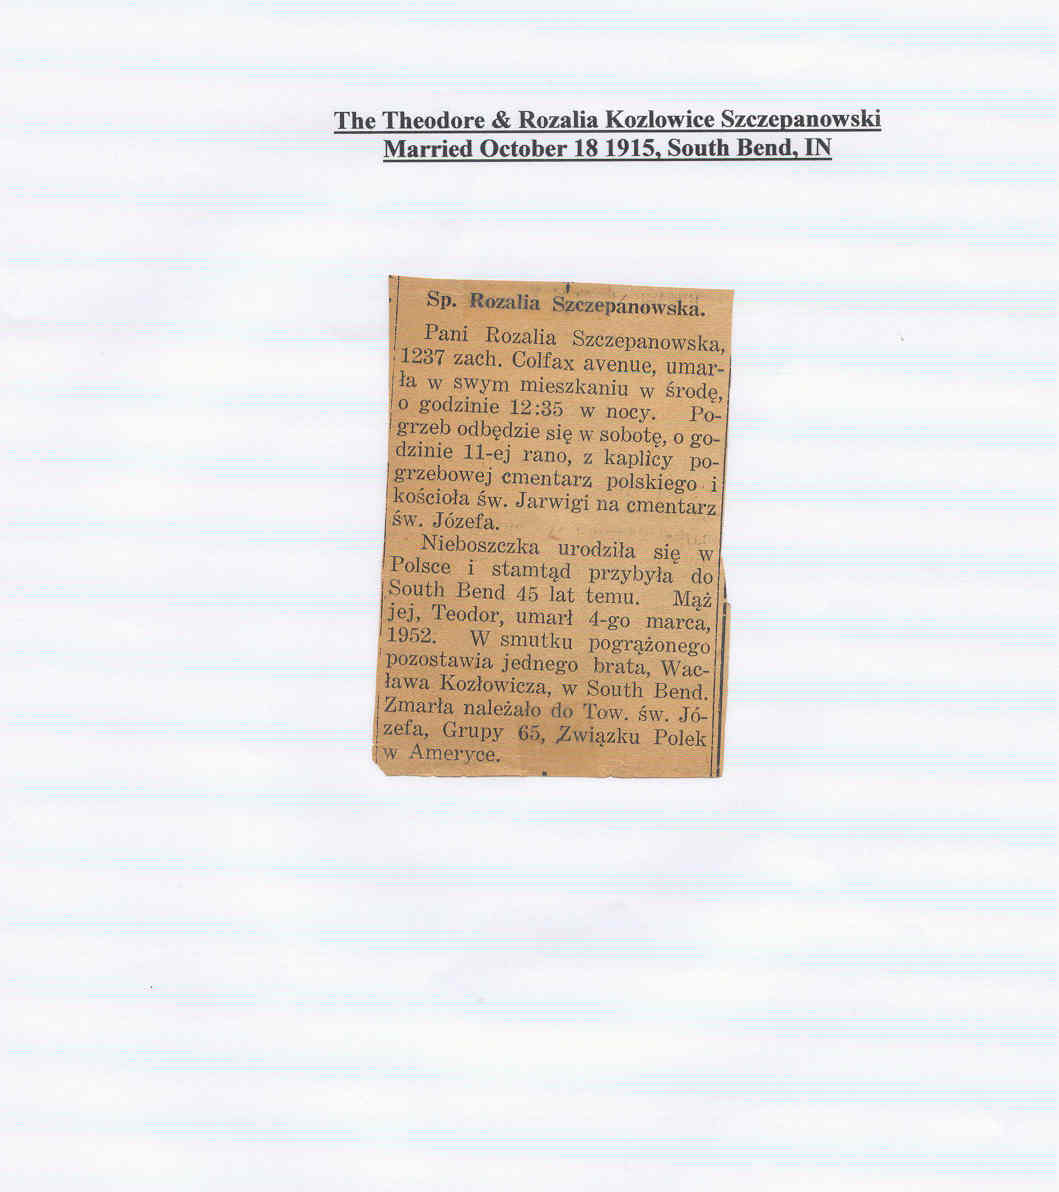 The Theodore & Rozalia Kozlowice Szczepanowski
Married October 18 1915, South Bend, IN
Sp. Rozalia Szczepanowska.
Pani Rozalia Szczepanowska,
1237 zach. Colfax avenue, umar-
ła w swym mieszkaniu w środę,
o godzinie 12:35 w nocy. Po-
grzeb odbędzie się w sobotę, o go-
dzinie 11-ej rano, z kaplicy po-
grzebowej cmentarz polskiego i
kościoła św. Jarwigi na cmentarz
św. Józefa.
Nieboszczka urodziła się w
Polsce i stamtąd przybyła do
South Bend 45 lat temu. Mąż
jej, Teodor, umarł 4-go marca,
1952. W smutku pogrążonego
pozostawia jednego brata, Wac-
ława Kozłowicza, w South Bend.
Zmarła należało do Tow. św. Jó-
zefa, Grupy 65, Związku Polek
w Ameryce.